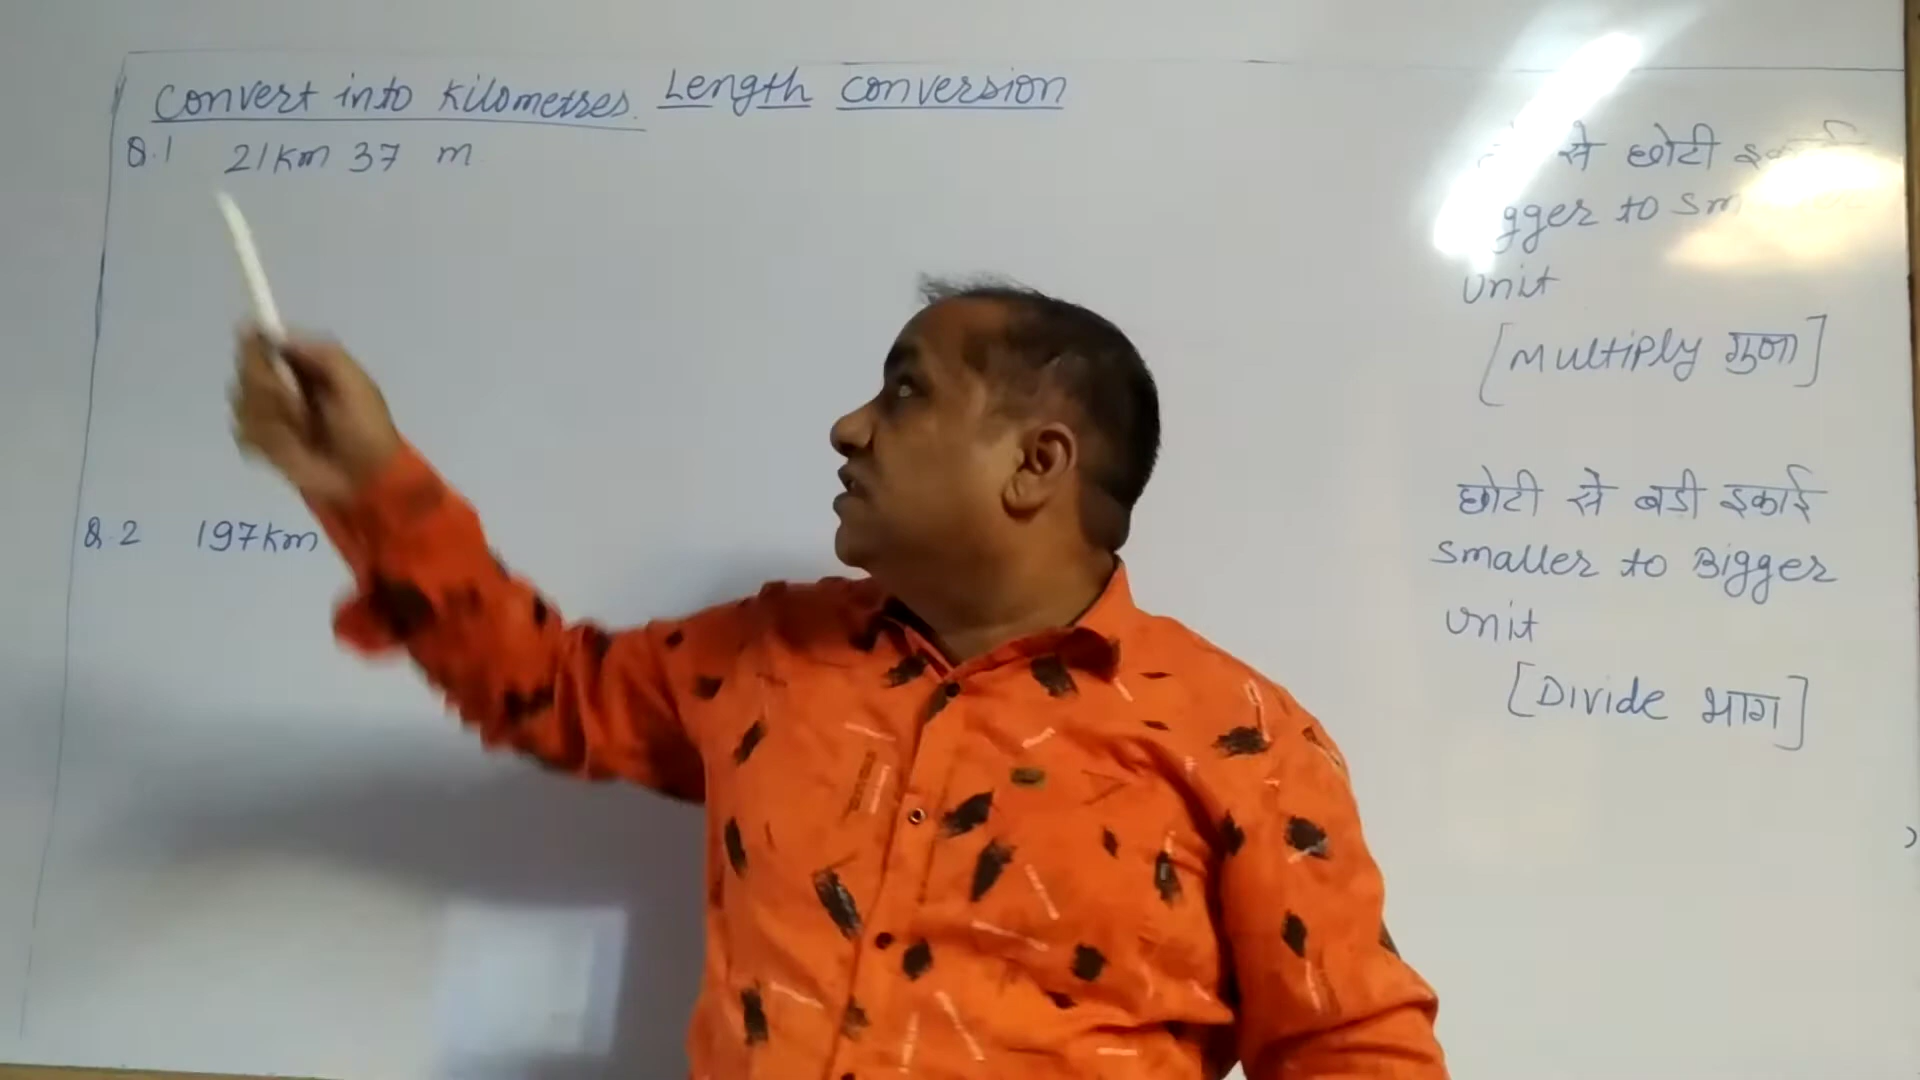 Convert into Kilometres. Length conversion
Q.1 21Km 37 m
Q.2 197Km
से छोटी
gger to Sm
Unit
[Multiply गुणा]
छोटी से बडी इकाई
Smaller to Bigger
Unit
[Divide भाग]